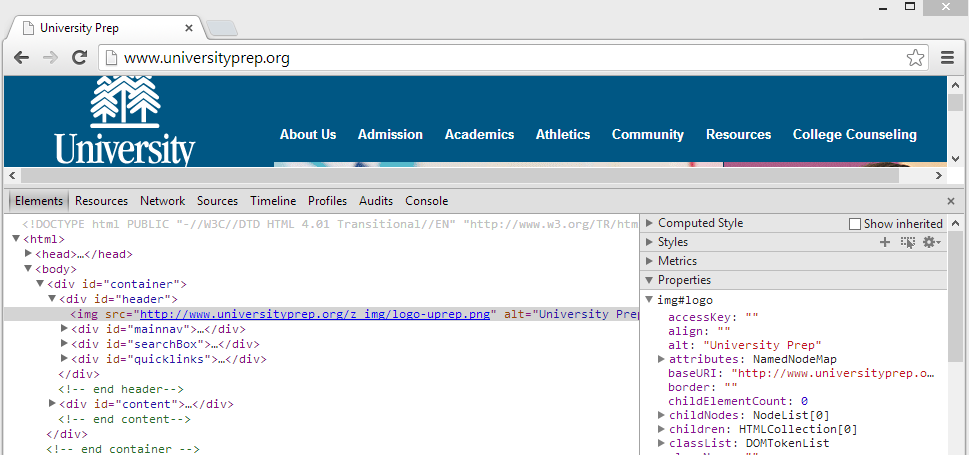 University Prep
www.universityprep.org
University
About Us Admission Academics Athletics Community Resources College Counseling
Elements Resources Network Sources Timeline Profiles Audits Console
<!DOCTYPE html PUBLIC "-//W3C//DTD HTML 4.01 Transitional//EN" "http://www.w3.org/TR/htm
<html>
<head>…</head>
<body>
<div id="container">
<div id="header">
<img src="http://www.universityprep.org/z_img/logo-uprep.png" alt="University Prep
<div id="mainnav">…</div>
<div id="searchBox">…</div>
<div id="quicklinks">…</div>
</div>
<!-- end header-->
<div id="content">…</div>
<!-- end content-->
</div>
<!-- end container -->
Computed Style Show inherited
Styles
Metrics
Properties
img#logo
accessKey: ""
align: ""
alt: "University Prep"
attributes: NamedNodeMap
baseURI: "http://www.universityprep.o…
border: ""
childElementCount: 0
childNodes: NodeList[0]
children: HTMLCollection[0]
classList: DOMTokenList